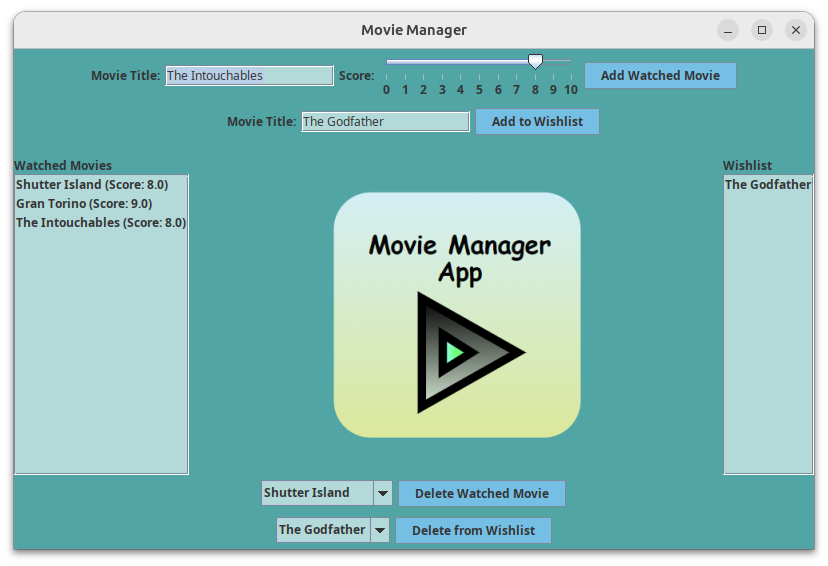 Movie Manager
Movie Title: The Intouchables Score: 0 1 2 3 4 5 6 7 8 9 10 Add Watched Movie
Movie Title: The Godfather Add to Wishlist
Watched Movies
Shutter Island (Score: 8.0)
Gran Torino (Score: 9.0)
The Intouchables (Score: 8.0)
Movie Manager
App
Wishlist
The Godfather
Shutter Island Delete Watched Movie
The Godfather Delete from Wishlist